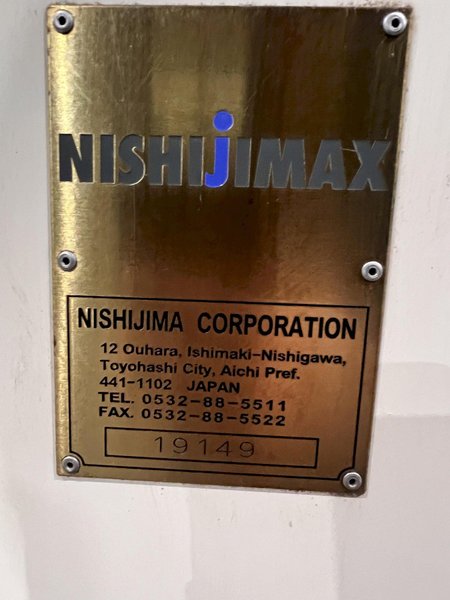 NISHIJIMAX
NISHIJIMA CORPORATION
12 Ouhara, Ishimaki-Nishigawa,
Toyohashi City, Aichi Pref.
441-1102 JAPAN
TEL. 0532-88-5511
FAX. 0532-88-5522
19149